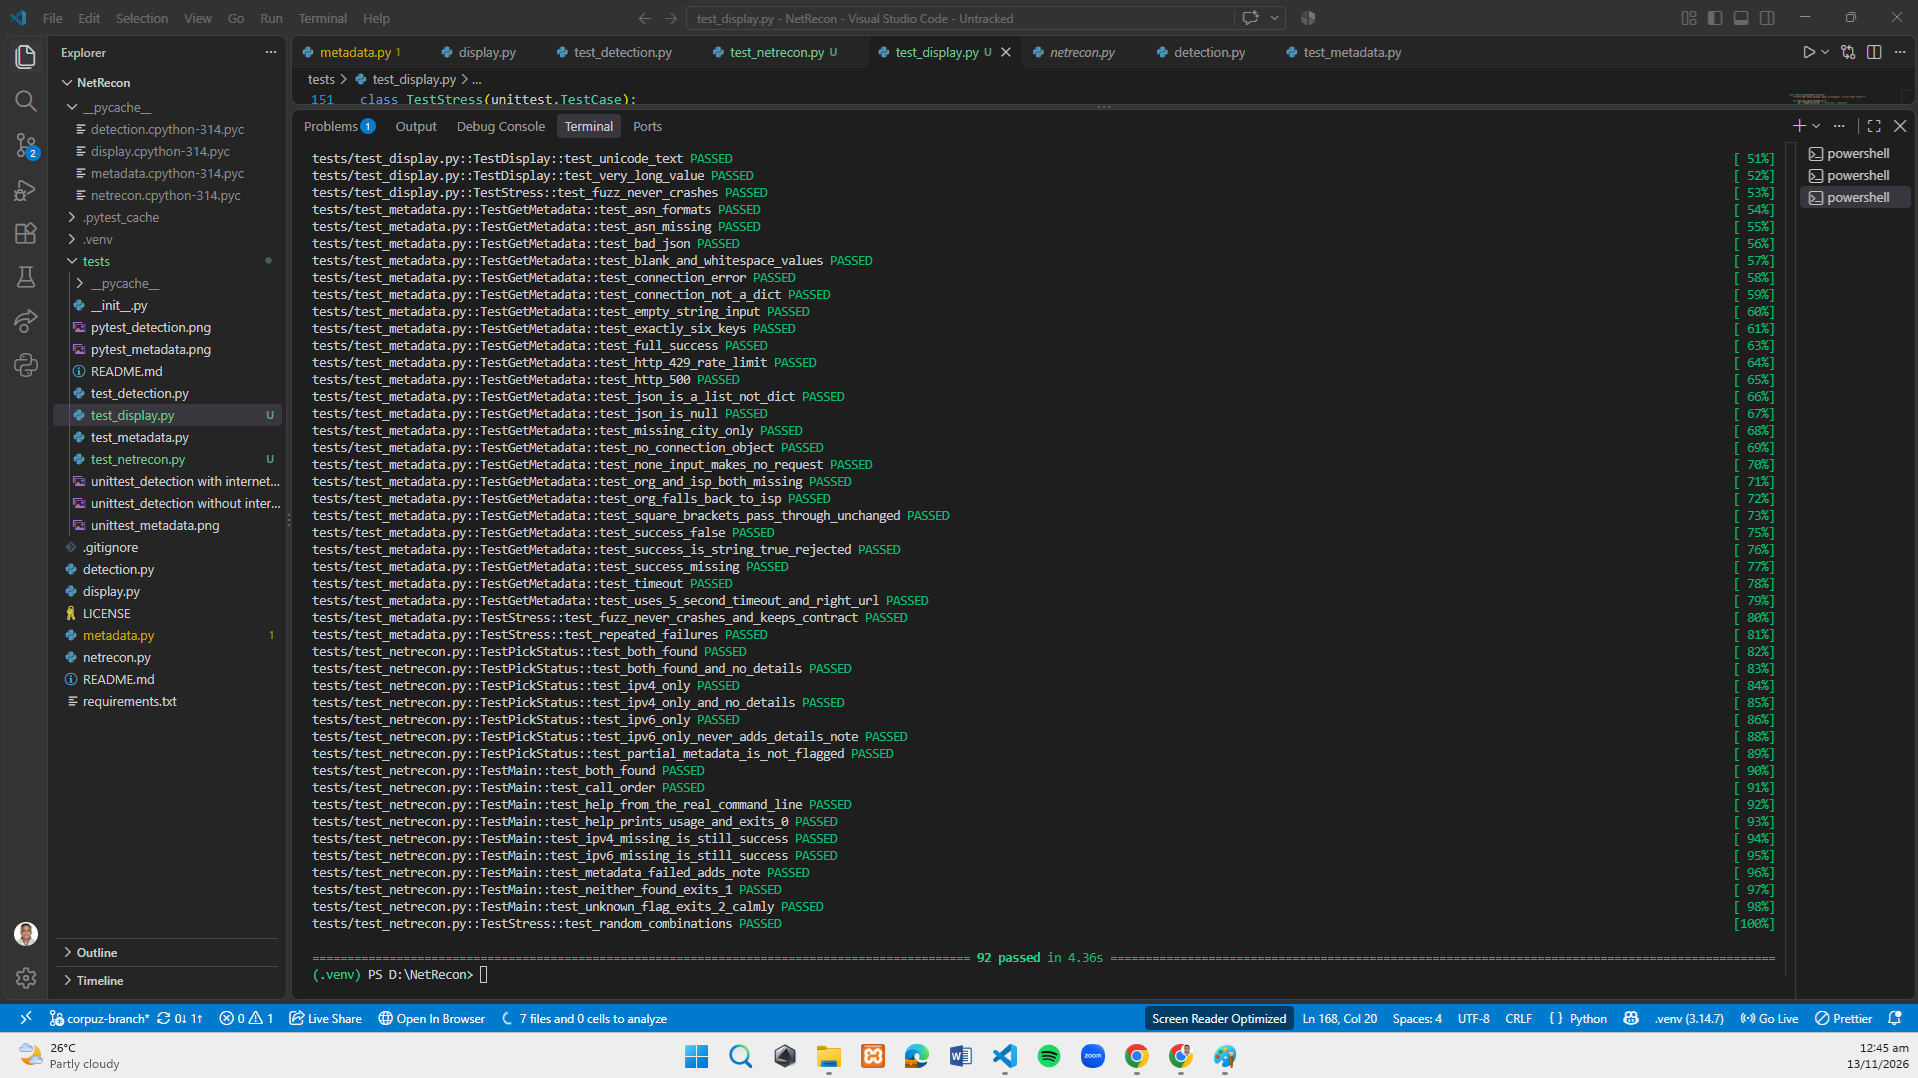 File Edit Selection View Go Run Terminal Help
test_display.py - NetRecon - Visual Studio Code - Untracked
Explorer
NetRecon
__pycache__
detection.cpython-314.pyc
display.cpython-314.pyc
metadata.cpython-314.pyc
netrecon.cpython-314.pyc
.pytest_cache
.venv
tests
__pycache__
__init__.py
pytest_detection.png
pytest_metadata.png
README.md
test_detection.py
test_display.py U
test_metadata.py
test_netrecon.py U
unittest_detection with internet...
unittest_detection without inter...
unittest_metadata.png
.gitignore
detection.py
display.py
LICENSE
metadata.py 1
netrecon.py
README.md
requirements.txt
Outline
Timeline
2
metadata.py 1 display.py test_detection.py test_netrecon.py U test_display.py U netrecon.py detection.py test_metadata.py
tests > test_display.py > ...
151 class TestStress(unittest.TestCase):
Problems 1 Output Debug Console Terminal Ports
tests/test_display.py::TestDisplay::test_unicode_text PASSED [ 51%]
tests/test_display.py::TestDisplay::test_very_long_value PASSED [ 52%]
tests/test_display.py::TestStress::test_fuzz_never_crashes PASSED [ 53%]
tests/test_metadata.py::TestGetMetadata::test_asn_formats PASSED [ 54%]
tests/test_metadata.py::TestGetMetadata::test_asn_missing PASSED [ 55%]
tests/test_metadata.py::TestGetMetadata::test_bad_json PASSED [ 56%]
tests/test_metadata.py::TestGetMetadata::test_blank_and_whitespace_values PASSED [ 57%]
tests/test_metadata.py::TestGetMetadata::test_connection_error PASSED [ 58%]
tests/test_metadata.py::TestGetMetadata::test_connection_not_a_dict PASSED [ 59%]
tests/test_metadata.py::TestGetMetadata::test_empty_string_input PASSED [ 60%]
tests/test_metadata.py::TestGetMetadata::test_exactly_six_keys PASSED [ 61%]
tests/test_metadata.py::TestGetMetadata::test_full_success PASSED [ 63%]
tests/test_metadata.py::TestGetMetadata::test_http_429_rate_limit PASSED [ 64%]
tests/test_metadata.py::TestGetMetadata::test_http_500 PASSED [ 65%]
tests/test_metadata.py::TestGetMetadata::test_json_is_a_list_not_dict PASSED [ 66%]
tests/test_metadata.py::TestGetMetadata::test_json_is_null PASSED [ 67%]
tests/test_metadata.py::TestGetMetadata::test_missing_city_only PASSED [ 68%]
tests/test_metadata.py::TestGetMetadata::test_no_connection_object PASSED [ 69%]
tests/test_metadata.py::TestGetMetadata::test_none_input_makes_no_request PASSED [ 70%]
tests/test_metadata.py::TestGetMetadata::test_org_and_isp_both_missing PASSED [ 71%]
tests/test_metadata.py::TestGetMetadata::test_org_falls_back_to_isp PASSED [ 72%]
tests/test_metadata.py::TestGetMetadata::test_square_brackets_pass_through_unchanged PASSED [ 73%]
tests/test_metadata.py::TestGetMetadata::test_success_false PASSED [ 75%]
tests/test_metadata.py::TestGetMetadata::test_success_is_string_true_rejected PASSED [ 76%]
tests/test_metadata.py::TestGetMetadata::test_success_missing PASSED [ 77%]
tests/test_metadata.py::TestGetMetadata::test_timeout PASSED [ 78%]
tests/test_metadata.py::TestGetMetadata::test_uses_5_second_timeout_and_right_url PASSED [ 79%]
tests/test_metadata.py::TestStress::test_fuzz_never_crashes_and_keeps_contract PASSED [ 80%]
tests/test_metadata.py::TestStress::test_repeated_failures PASSED [ 81%]
tests/test_netrecon.py::TestPickStatus::test_both_found PASSED [ 82%]
tests/test_netrecon.py::TestPickStatus::test_both_found_and_no_details PASSED [ 83%]
tests/test_netrecon.py::TestPickStatus::test_ipv4_only PASSED [ 84%]
tests/test_netrecon.py::TestPickStatus::test_ipv4_only_and_no_details PASSED [ 85%]
tests/test_netrecon.py::TestPickStatus::test_ipv6_only PASSED [ 86%]
tests/test_netrecon.py::TestPickStatus::test_ipv6_only_never_adds_details_note PASSED [ 88%]
tests/test_netrecon.py::TestPickStatus::test_partial_metadata_is_not_flagged PASSED [ 89%]
tests/test_netrecon.py::TestMain::test_both_found PASSED [ 90%]
tests/test_netrecon.py::TestMain::test_call_order PASSED [ 91%]
tests/test_netrecon.py::TestMain::test_help_from_the_real_command_line PASSED [ 92%]
tests/test_netrecon.py::TestMain::test_help_prints_usage_and_exits_0 PASSED [ 93%]
tests/test_netrecon.py::TestMain::test_ipv4_missing_is_still_success PASSED [ 94%]
tests/test_netrecon.py::TestMain::test_ipv6_missing_is_still_success PASSED [ 95%]
tests/test_netrecon.py::TestMain::test_metadata_failed_adds_note PASSED [ 96%]
tests/test_netrecon.py::TestMain::test_neither_found_exits_1 PASSED [ 97%]
tests/test_netrecon.py::TestMain::test_unknown_flag_exits_2_calmly PASSED [ 98%]
tests/test_netrecon.py::TestStress::test_random_combinations PASSED [100%]
92 passed in 4.36s
(.venv) PS D:\NetRecon>
powershell
powershell
powershell
corpuz-branch* 0↓ 1↑ 0 1 Live Share Open In Browser 7 files and 0 cells to analyze Screen Reader Optimized Ln 168, Col 20 Spaces: 4 UTF-8 CRLF { } Python .venv (3.14.7) Go Live Prettier
26°C
Partly cloudy
zoom
12:45 am
13/11/2026